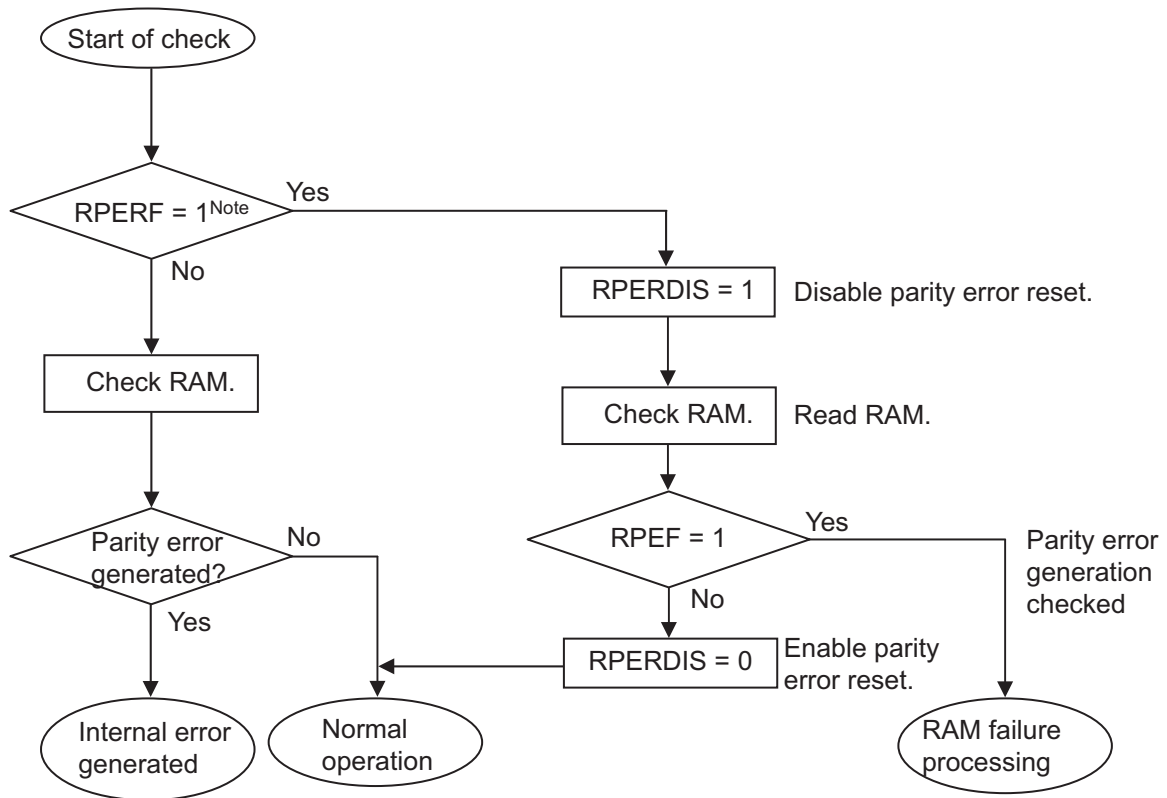 Start of check
RPERF = 1Note
Yes
No
RPERDIS = 1
Disable parity error reset.
Check RAM.
Check RAM.
Read RAM.
Parity error
generated?
No
Yes
RPEF = 1
Yes
No
Parity error
generation
checked
RPERDIS = 0
Enable parity
error reset.
Internal error
generated
Normal
operation
RAM failure
processing